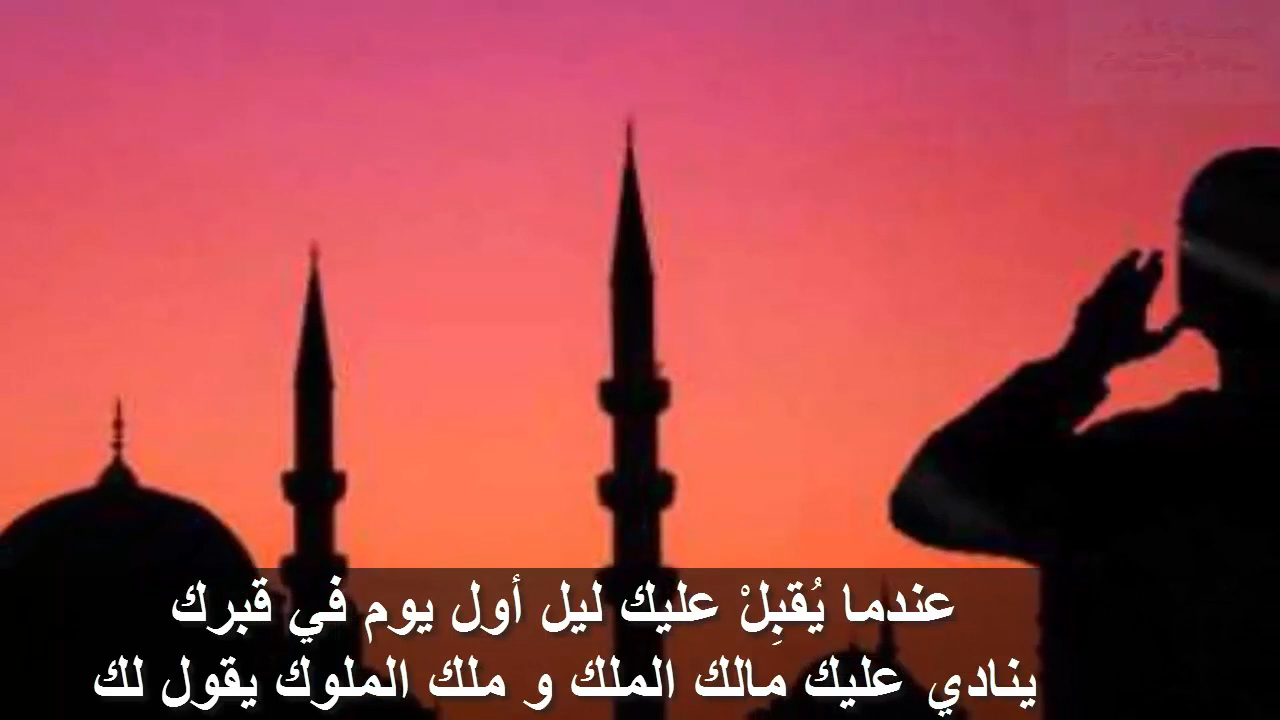 عندما يُقبِلْ عليك ليل أول يوم في قبرك
ينادي عليك مالك الملك و ملك الملوك يقول لك